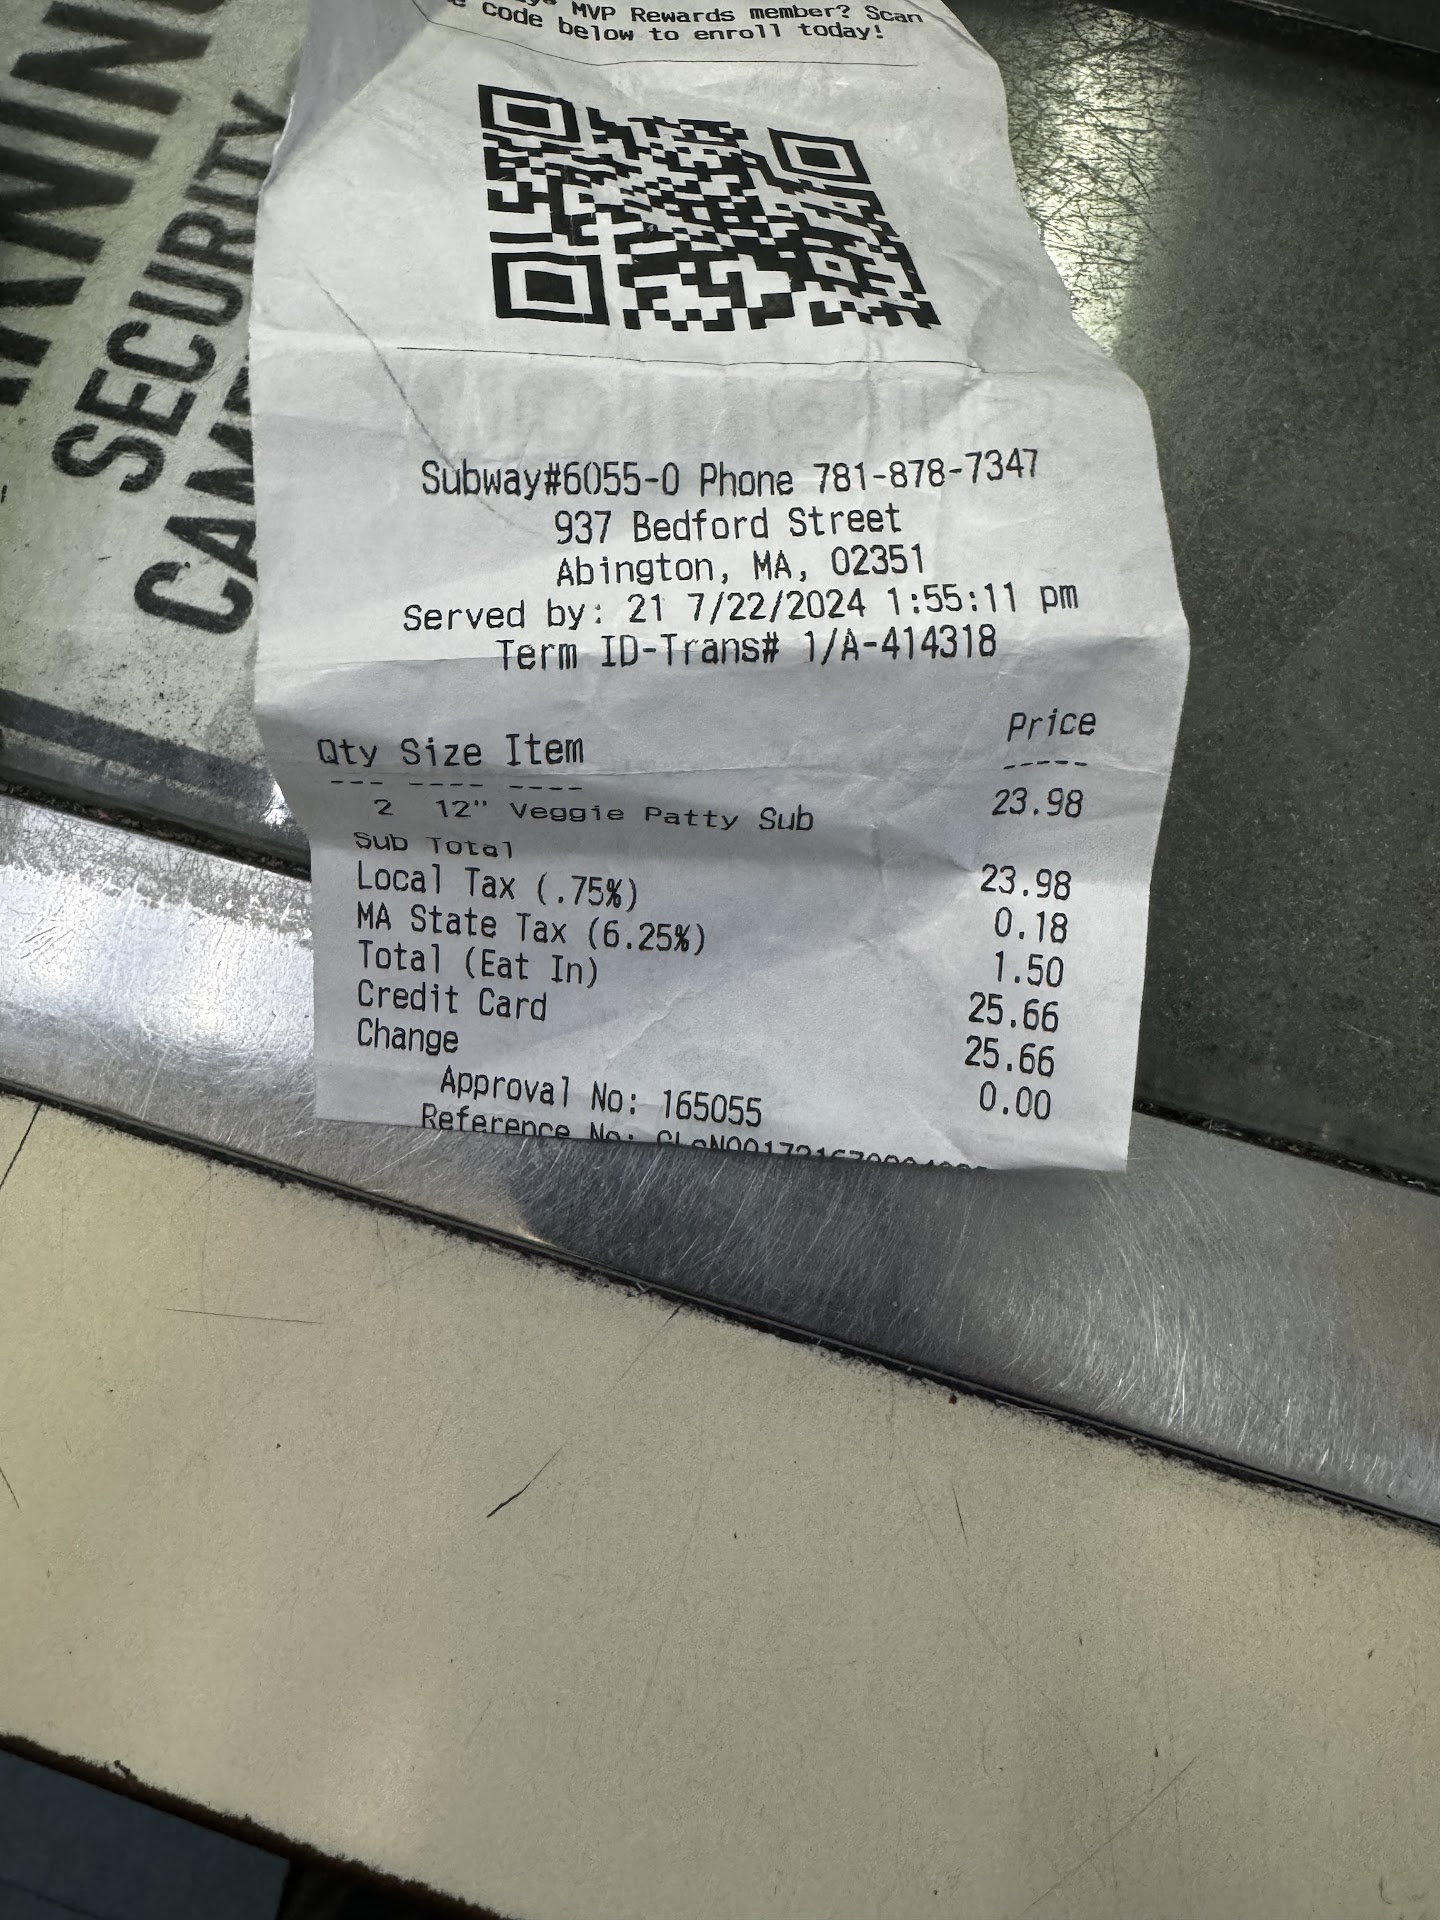 MVP Rewards member? Scan
code below to enroll today!
Subway#6055-0 Phone 781-878-7347
937 Bedford Street
Abington, MA, 02351
Served by: 21 7/22/2024 1:55:11 pm
Term ID-Trans# 1/A-414318
Qty Size Item Price
--- ---- ---- -----
2 12" Veggie Patty Sub 23.98
Sub Total 23.98
Local Tax (.75%) 0.18
MA State Tax (6.25%) 1.50
Total (Eat In) 25.66
Credit Card 25.66
Change 0.00
Approval No: 165055
Reference No:
SECURITY